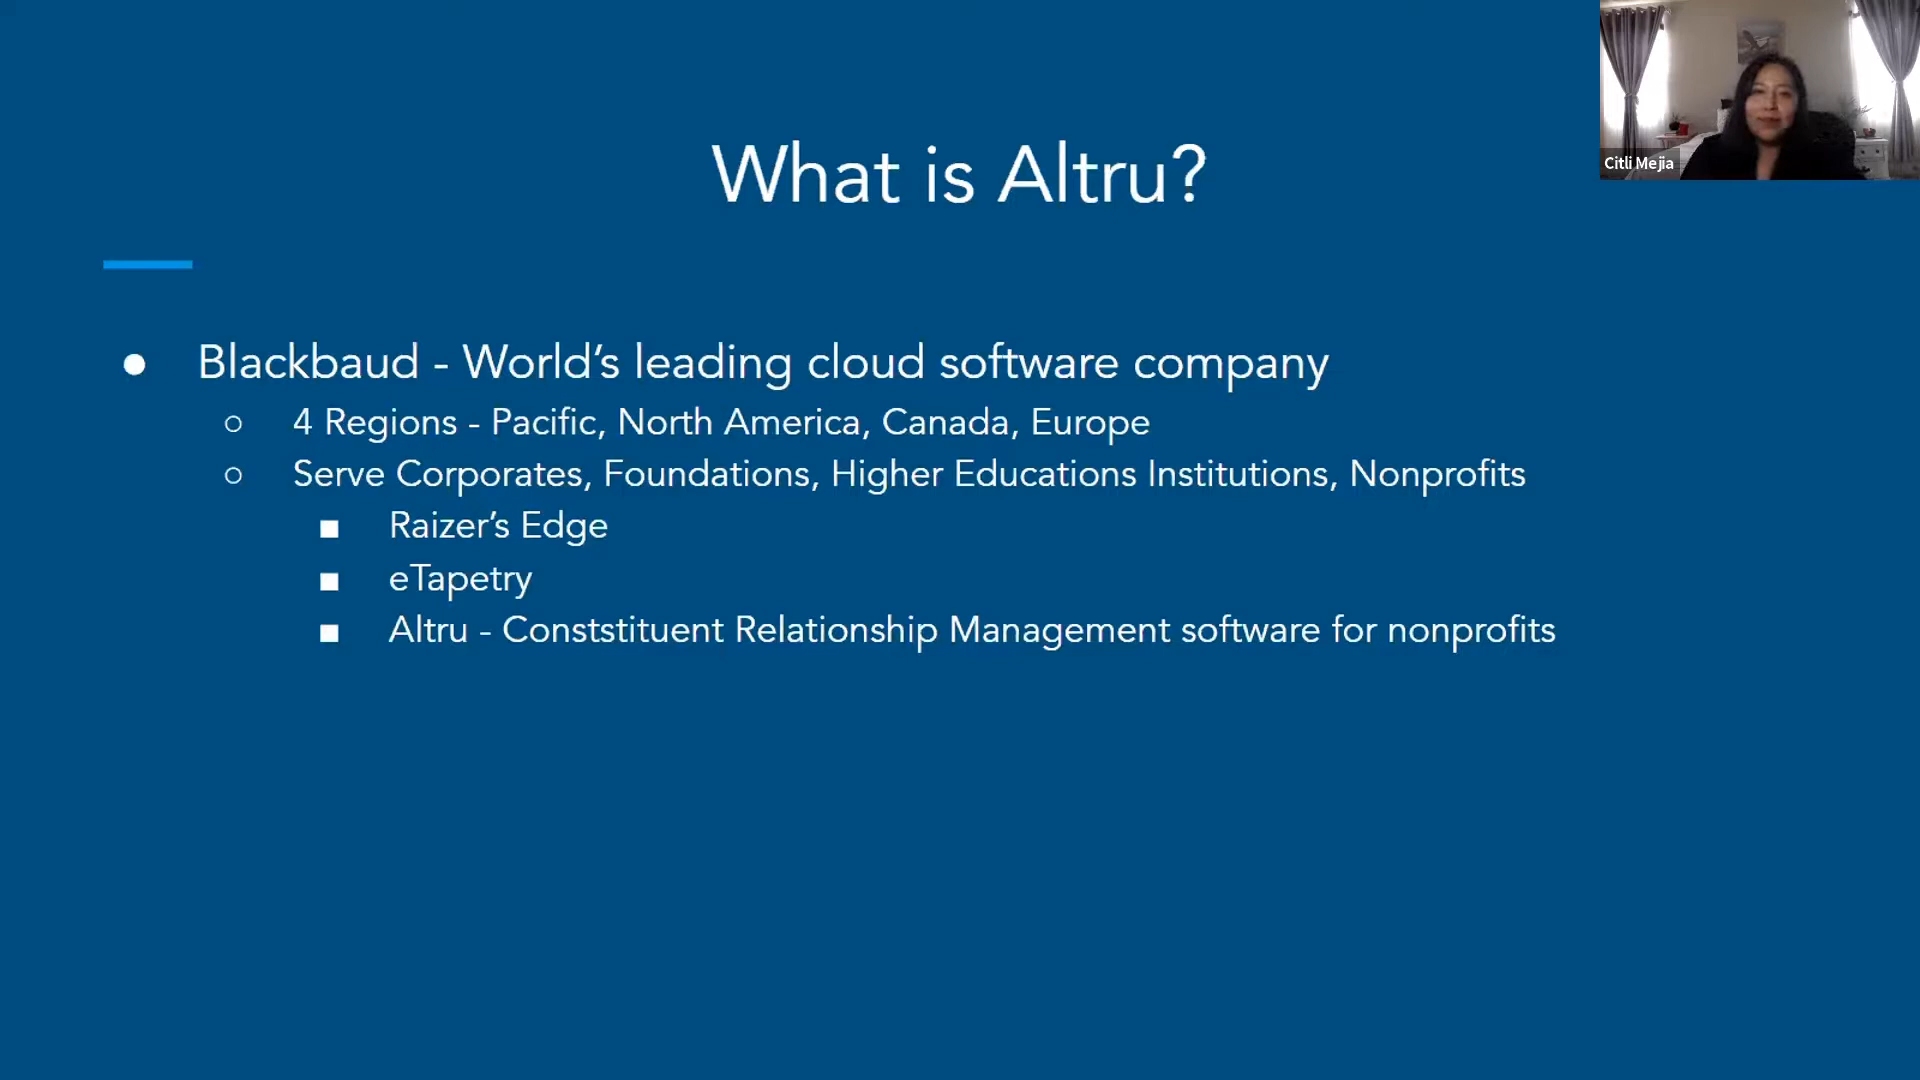 What is Altru?
Citli Mejia
● Blackbaud - World’s leading cloud software company
○ 4 Regions - Pacific, North America, Canada, Europe
○ Serve Corporates, Foundations, Higher Educations Institutions, Nonprofits
■ Raizer’s Edge
■ eTapetry
■ Altru - Conststituent Relationship Management software for nonprofits